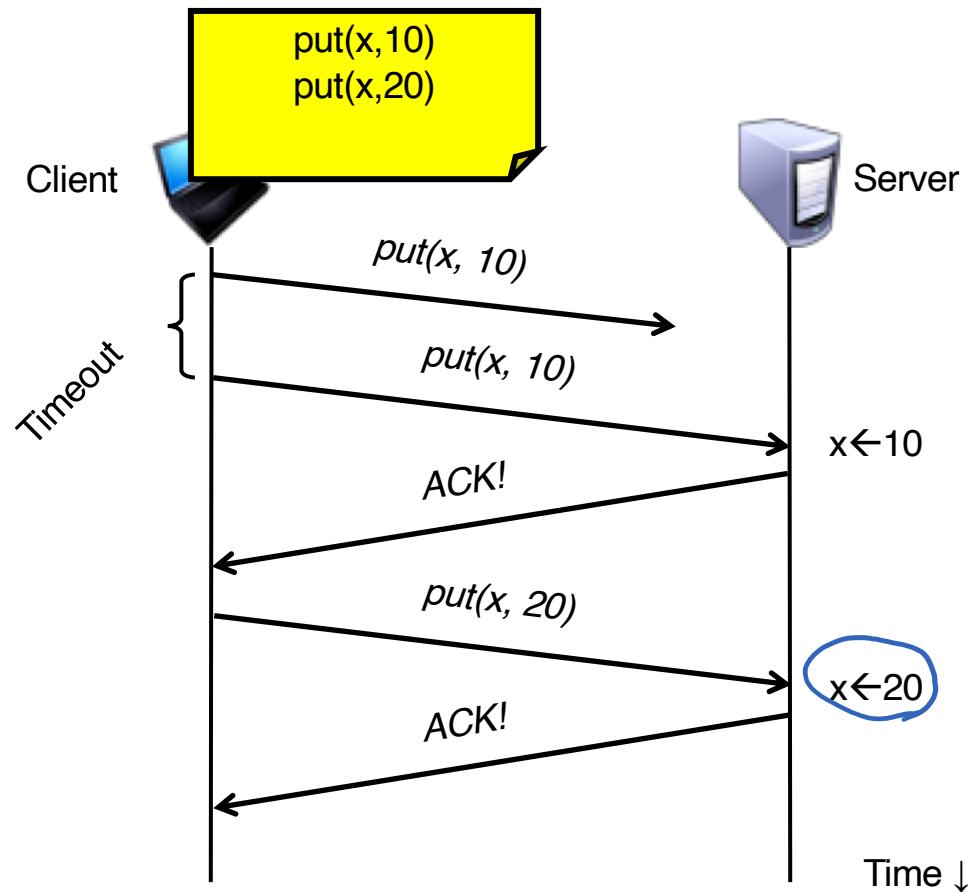 put(x,10)
put(x,20)
Client
Server
put(x, 10)
Timeout
put(x, 10)
x←10
ACK!
put(x, 20)
x←20
ACK!
Time ↓